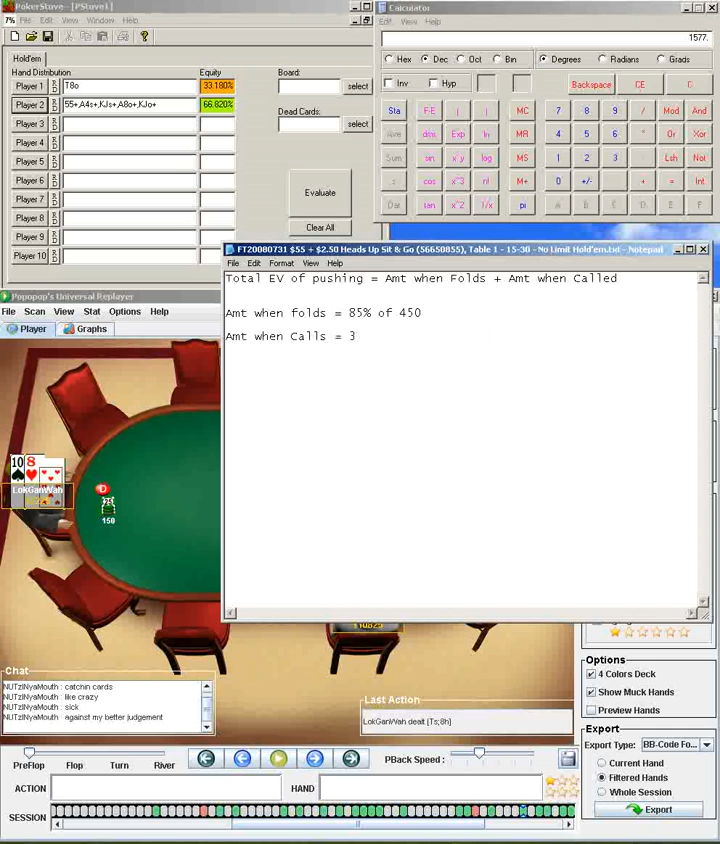 PokerStove - [PStove1]
7% File Edit View Window Help
Hold'em
Hand Distribution Equity
Player 1 R D T8o 33.180%
Player 2 R D 55+,A4s+,KJs+,A8o+,KJo+ 66.820%
Player 3 R D
Player 4 R D
Player 5 R D
Player 6 R D
Player 7 R D
Player 8 R D
Player 9 R D
Player 10 R D
Board:
select
Dead Cards:
select
Evaluate
Clear All
Calculator
Edit View Help
1577.
Hex Dec Oct Bin Degrees Radians Grads
Inv Hyp Backspace CE C
Sta F-E ( ) MC 7 8 9 / Mod And
Ave dms Exp ln MR 4 5 6 * Or Xor
Sum sin x^y log MS 1 2 3 - Lsh Not
s cos x^3 n! M+ 0 +/- . + = Int
Dat tan x^2 1/x pi A B C D E F
FT20080731 $55 + $2.50 Heads Up Sit & Go (56650855), Table 1 - 15-30 - No Limit Hold'em.txt - Notepad
File Edit Format View Help
Total EV of pushing = Amt when Folds + Amt when Called
Amt when folds = 85% of 450
Amt when Calls = 3
Popopop's Universal Replayer
File Scan View Stat Options Help
Player Graphs
10 8
LokGanWah
D
150
Chat
NUTzINyaMouth : catchin cards
NUTzINyaMouth : like crazy
NUTzINyaMouth : sick
NUTzINyaMouth : against my better judgement
Last Action
LokGanWah dealt [Ts;8h]
PreFlop Flop Turn River
PBack Speed :
ACTION
HAND
SESSION
Options
4 Colors Deck
Show Muck Hands
Preview Hands
Export
Export Type: BB-Code Fo...
Current Hand
Filtered Hands
Whole Session
Export